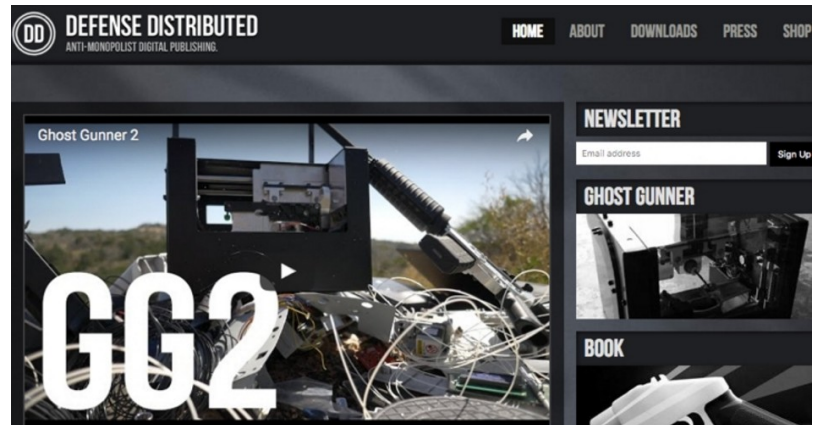 DD
DEFENSE DISTRIBUTED
ANTI-MONOPOLIST DIGITAL PUBLISHING.
HOME ABOUT DOWNLOADS PRESS SHOP
Ghost Gunner 2
GG2
NEWSLETTER
Email address Sign Up
GHOST GUNNER
BOOK